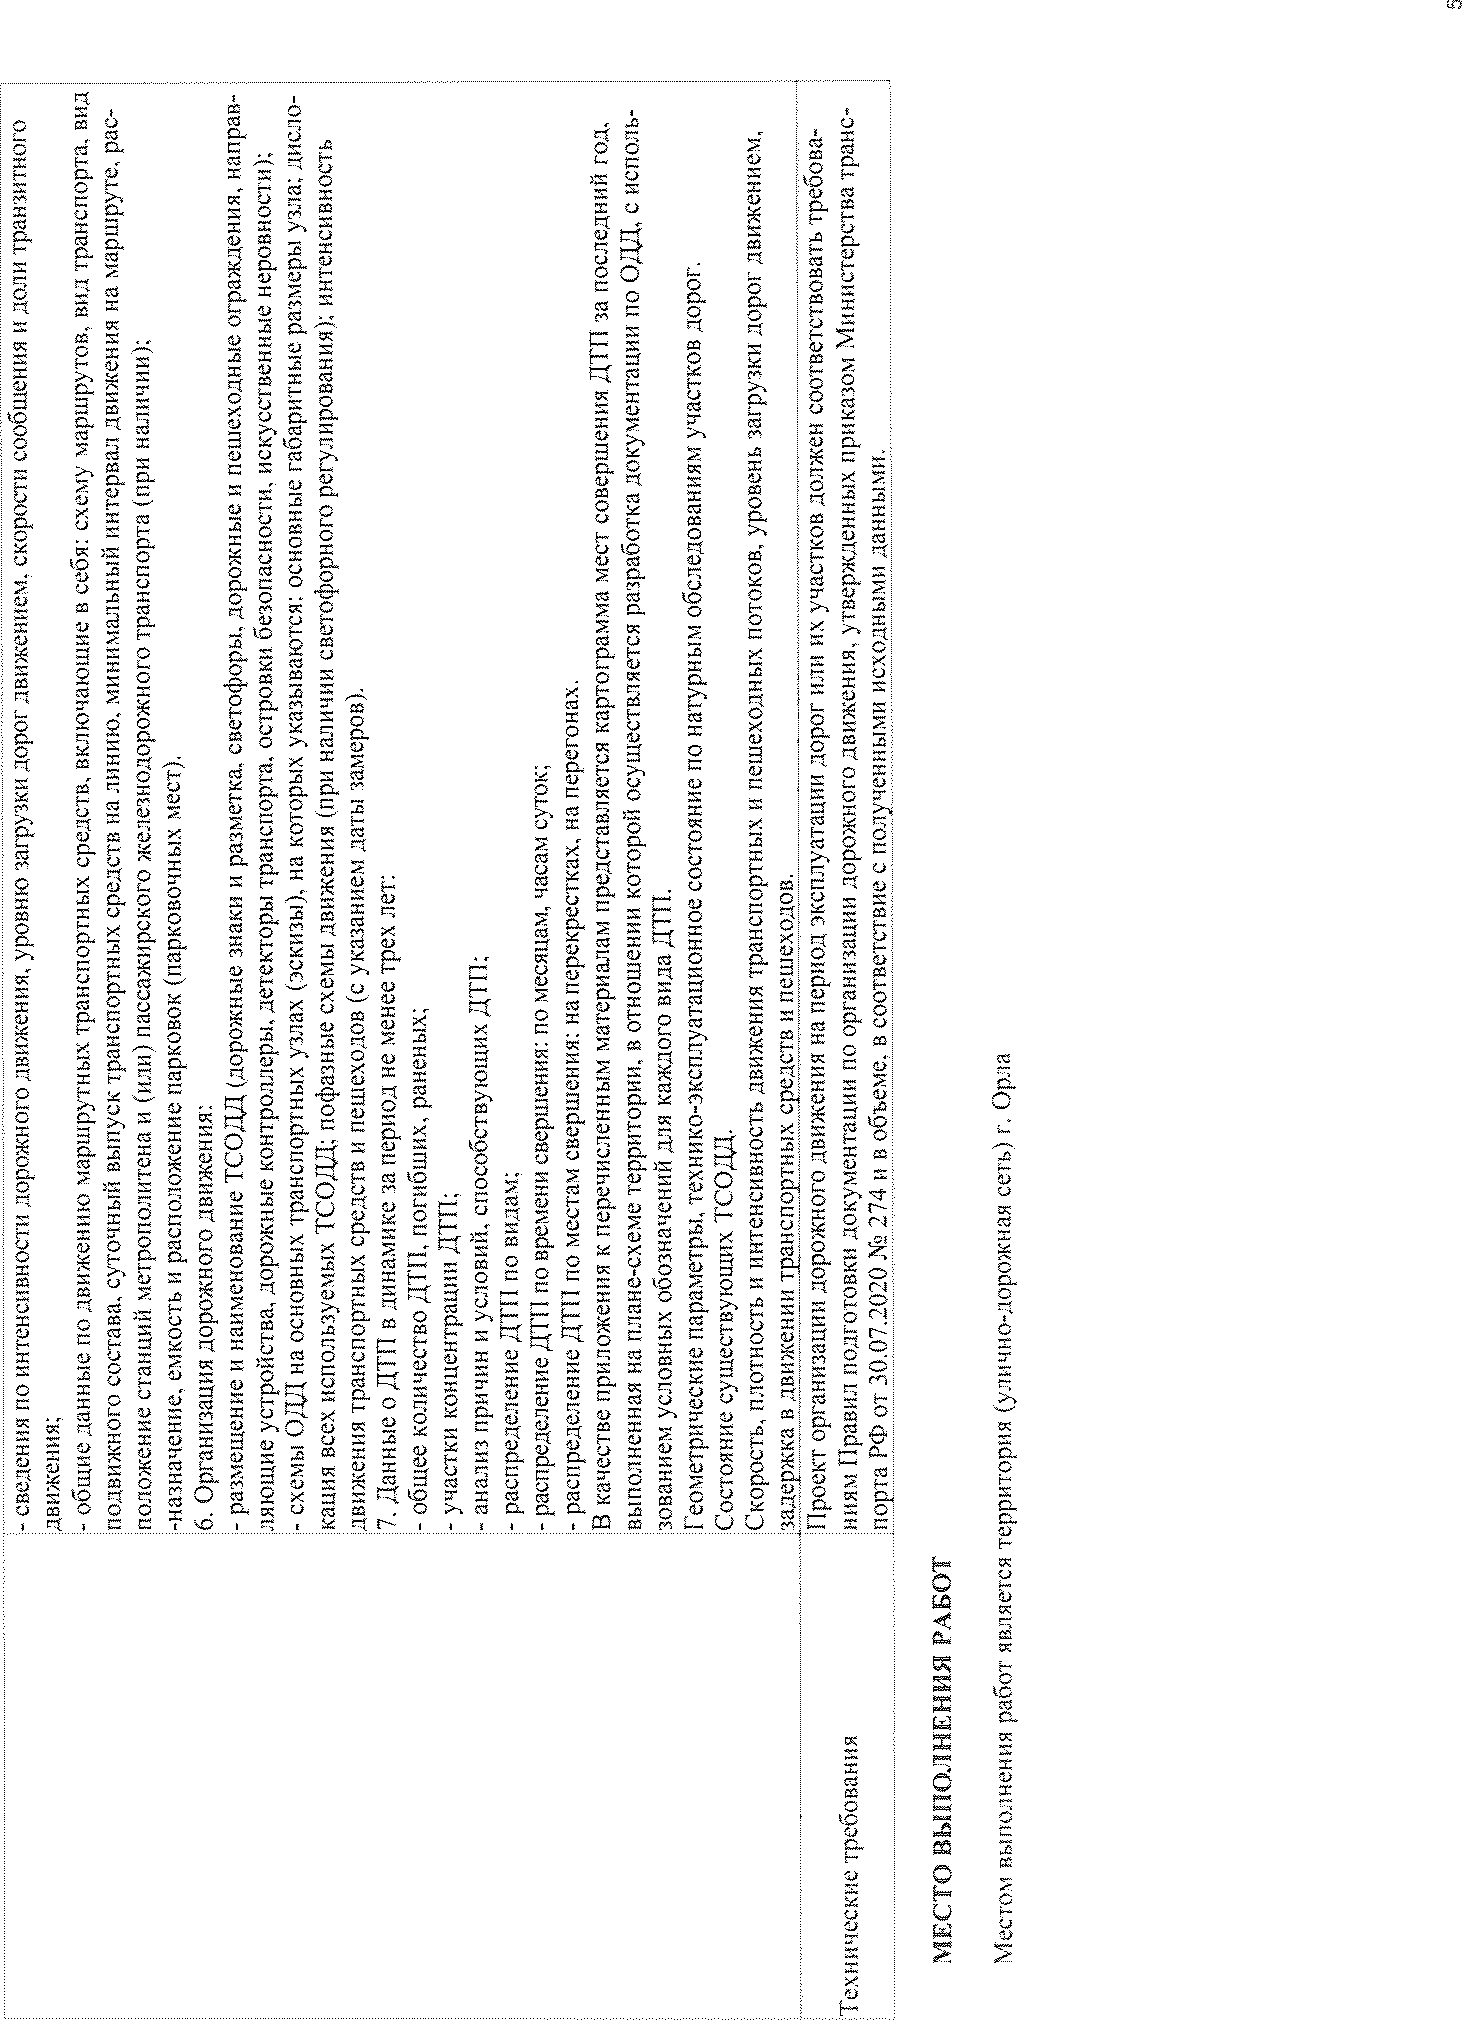 5
- сведения по интенсивности дорожного движения, уровню загрузки дорог движением, скорости сообщения и доли транзитного
движения;
- общие данные по движению маршрутных транспортных средств, включающие в себя: схему маршрутов, вид транспорта, вид
подвижного состава, суточный выпуск транспортных средств на линию, минимальный интервал движения на маршруте, рас-
положение станций метрополитена и (или) пассажирского железнодорожного транспорта (при наличии);
-назначение, емкость и расположение парковок (парковочных мест).
6. Организация дорожного движения:
- размещение и наименование ТСОДД (дорожные знаки и разметка, светофоры, дорожные и пешеходные ограждения, направ-
ляющие устройства, дорожные контроллеры, детекторы транспорта, островки безопасности, искусственные неровности);
- схемы ОДД на основных транспортных узлах (эскизы), на которых указываются: основные габаритные размеры узла; дисло-
кация всех используемых ТСОДД; пофазные схемы движения (при наличии светофорного регулирования); интенсивность
движения транспортных средств и пешеходов (с указанием даты замеров).
7. Данные о ДТП в динамике за период не менее трех лет:
- общее количество ДТП, погибших, раненых;
- участки концентрации ДТП;
- анализ причин и условий, способствующих ДТП;
- распределение ДТП по видам;
- распределение ДТП по времени свершения: по месяцам, часам суток;
- распределение ДТП по местам свершения: на перекрестках, на перегонах.
В качестве приложения к перечисленным материалам представляется картограмма мест совершения ДТП за последний год,
выполненная на плане-схеме территории, в отношении которой осуществляется разработка документации по ОДД, с исполь-
зованием условных обозначений для каждого вида ДТП.
Геометрические параметры, технико-эксплуатационное состояние по натурным обследованиям участков дорог.
Состояние существующих ТСОДД.
Скорость, плотность и интенсивность движения транспортных и пешеходных потоков, уровень загрузки дорог движением,
задержка в движении транспортных средств и пешеходов.
Технические требования
Проект организации дорожного движения на период эксплуатации дорог или их участков должен соответствовать требова-
ниям Правил подготовки документации по организации дорожного движения, утвержденных приказом Министерства транс-
порта РФ от 30.07.2020 № 274 и в объеме, в соответствие с полученными исходными данными.
МЕСТО ВЫПОЛНЕНИЯ РАБОТ
Местом выполнения работ является территория (улично-дорожная сеть) г. Орла